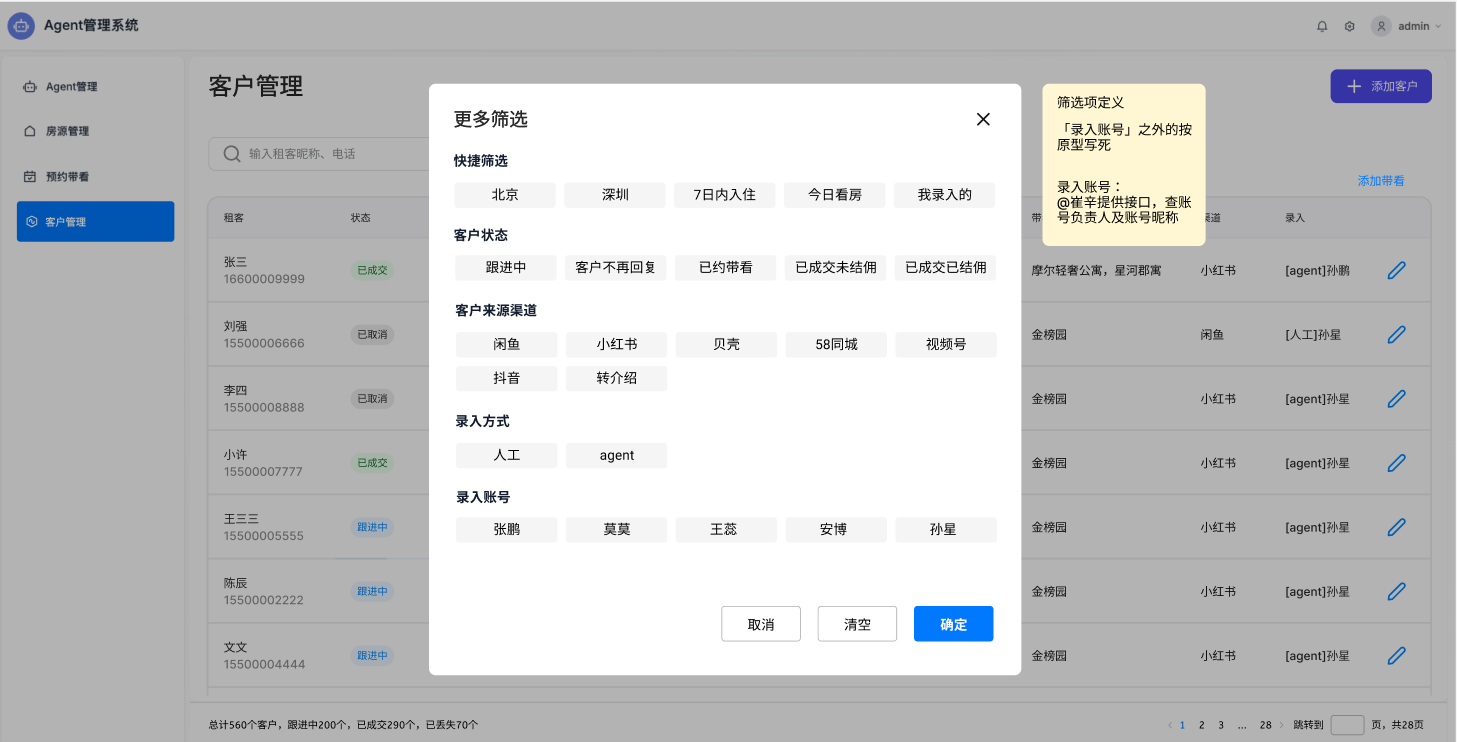 Agent管理系统
admin
Agent管理
房源管理
预约带看
客户管理
客户管理
添加客户
输入租客昵称、电话
添加带看
更多筛选
快捷筛选
北京 深圳 7日内入住 今日看房 我录入的
客户状态
跟进中 客户不再回复 已约带看 已成交未结佣 已成交已结佣
客户来源渠道
闲鱼 小红书 贝壳 58同城 视频号
抖音 转介绍
录入方式
人工 agent
录入账号
张鹏 莫莫 王蕊 安博 孙星
取消 清空 确定
筛选项定义
「录入账号」之外的按
原型写死
录入账号：
@崔辛提供接口，查账
号负责人及账号昵称
租客 状态 带 渠道 录入
张三
16600009999
已成交 摩尔轻奢公寓，星河郡寓 小红书 [agent]孙鹏
刘强
15500006666
已取消 金榜园 闲鱼 [人工]孙星
李四
15500008888
已取消 金榜园 小红书 [agent]孙星
小许
15500007777
已成交 金榜园 小红书 [agent]孙星
王三三
15500005555
跟进中 金榜园 小红书 [agent]孙星
陈辰
15500002222
跟进中 金榜园 小红书 [agent]孙星
文文
15500004444
跟进中 金榜园 小红书 [agent]孙星
总计560个客户，跟进中200个，已成交290个，已丢失70个
1 2 3 ... 28 跳转到 页，共28页